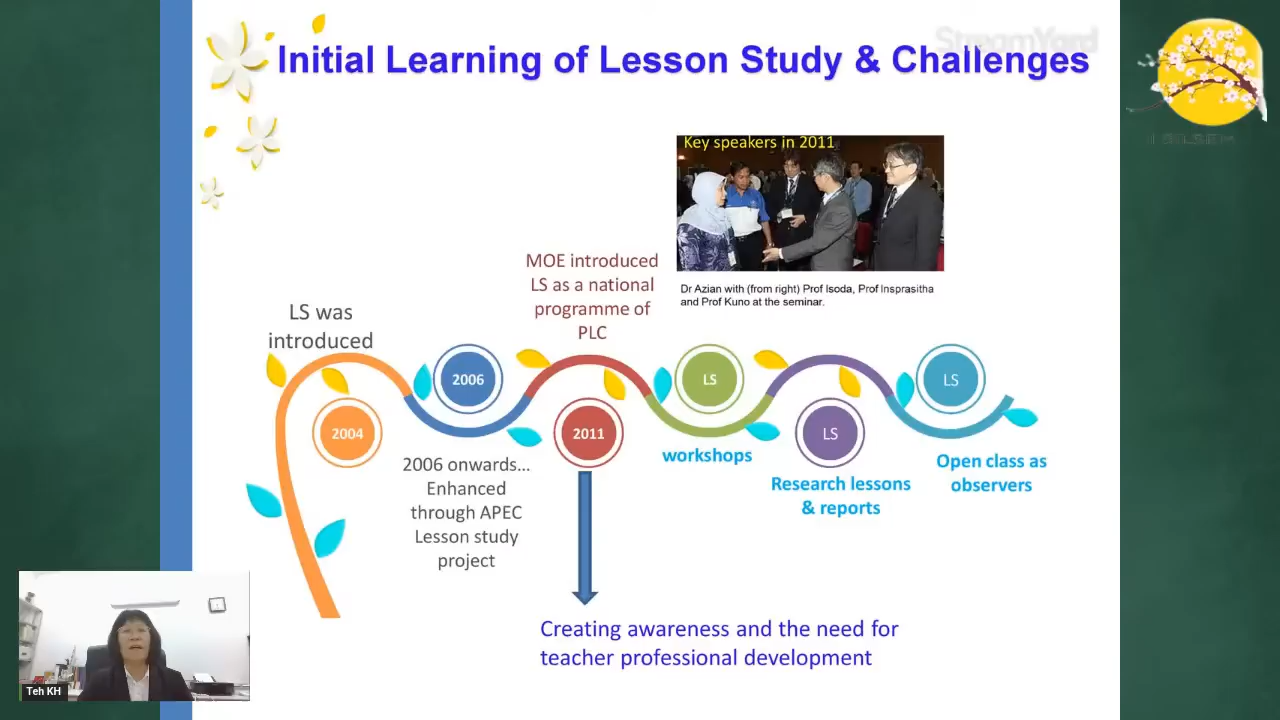 StreamYard
Initial Learning of Lesson Study & Challenges
Key speakers in 2011
Dr Azian with (from right) Prof Isoda, Prof Insprasitha
and Prof Kuno at the seminar.
MOE introduced
LS as a national
programme of
PLC
LS was
introduced
2004
2006
2011
LS
LS
LS
2006 onwards...
Enhanced
through APEC
Lesson study
project
workshops
Research lessons
& reports
Open class as
observers
Creating awareness and the need for
teacher professional development
Teh KH